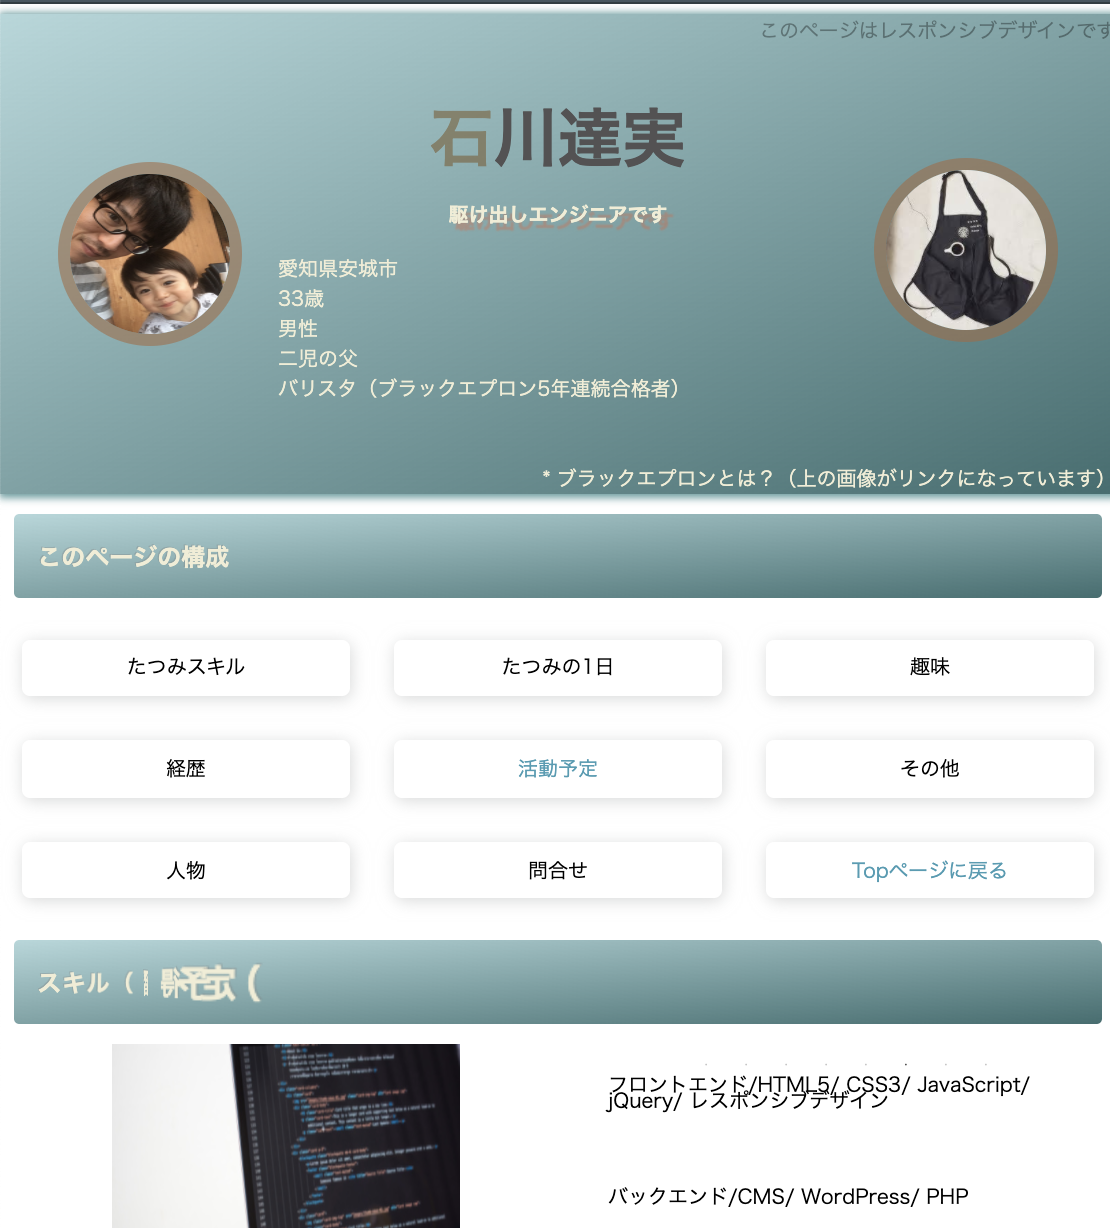 このページはレスポンシブデザインです
石川達実
駆け出しエンジニアです
愛知県安城市
33歳
男性
二児の父
バリスタ（ブラックエプロン5年連続合格者）
* ブラックエプロンとは？（上の画像がリンクになっています）
このページの構成
たつみスキル
たつみの1日
趣味
経歴
活動予定
その他
人物
問合せ
Topページに戻る
スキル（
フロントエンド/HTML5/ CSS3/ JavaScript/
jQuery/ レスポンシブデザイン
バックエンド/CMS/ WordPress/ PHP